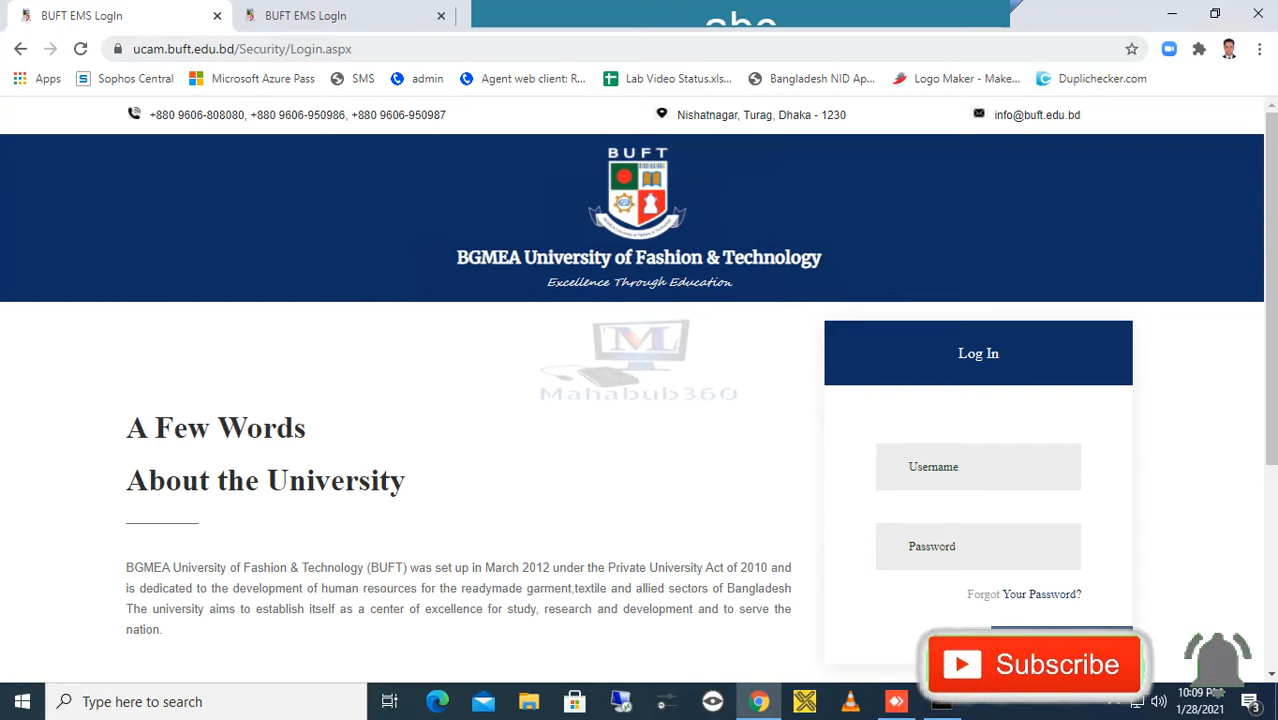 BUFT EMS LogIn
BUFT EMS LogIn
ucam.buft.edu.bd/Security/Login.aspx
Apps
Sophos Central
Microsoft Azure Pass
SMS
admin
Agent web client: R...
Lab Video Status.xls...
Bangladesh NID Ap...
Logo Maker - Make...
Duplichecker.com
+880 9606-808080, +880 9606-950986, +880 9606-950987
Nishatnagar, Turag, Dhaka - 1230
info@buft.edu.bd
BUFT
BGMEA University of Fashion & Technology
Excellence Through Education
Mahabub360
Log In
A Few Words
About the University
Username
Password
Forgot Your Password?
BGMEA University of Fashion & Technology (BUFT) was set up in March 2012 under the Private University Act of 2010 and
is dedicated to the development of human resources for the readymade garment,textile and allied sectors of Bangladesh
The university aims to establish itself as a center of excellence for study, research and development and to serve the
nation.
Subscribe
Type here to search
10:09 PM
1/28/2021
3